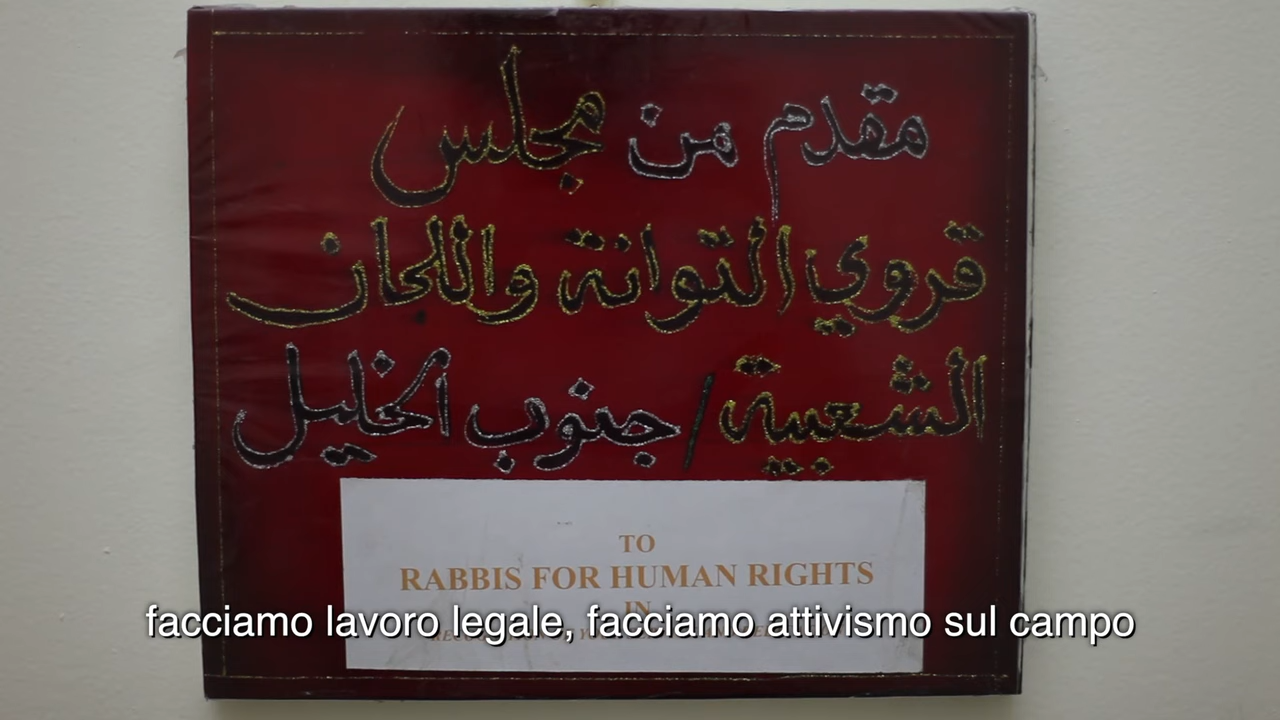 مقدم من مجلس
قروي التوانة واللجان
الشعبية / جنوب الخليل
TO
RABBIS FOR HUMAN RIGHTS
IN
facciamo lavoro legale, facciamo attivismo sul campo